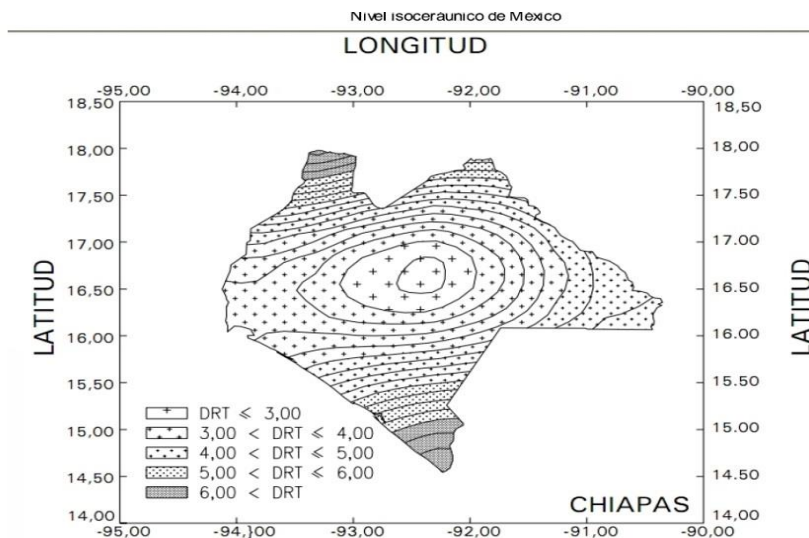 Nivel isoceráunico de México
LONGITUD
-95,00 -94,00 -93,00 -92,00 -91,00 -90,00
18,50 18,50
18,00 18,00
17,50 17,50
17,00 17,00
LATITUD LATITUD
16,50 16,50
16,00 16,00
15,50 15,50
15,00 15,00
14,50 14,50
14,00 14,00
DRT ⩽ 3,00
3,00 < DRT ⩽ 4,00
4,00 < DRT ⩽ 5,00
5,00 < DRT ⩽ 6,00
6,00 < DRT
CHIAPAS
-95,00 -94,)00 -93,00 -92,00 -91,00 -90,00